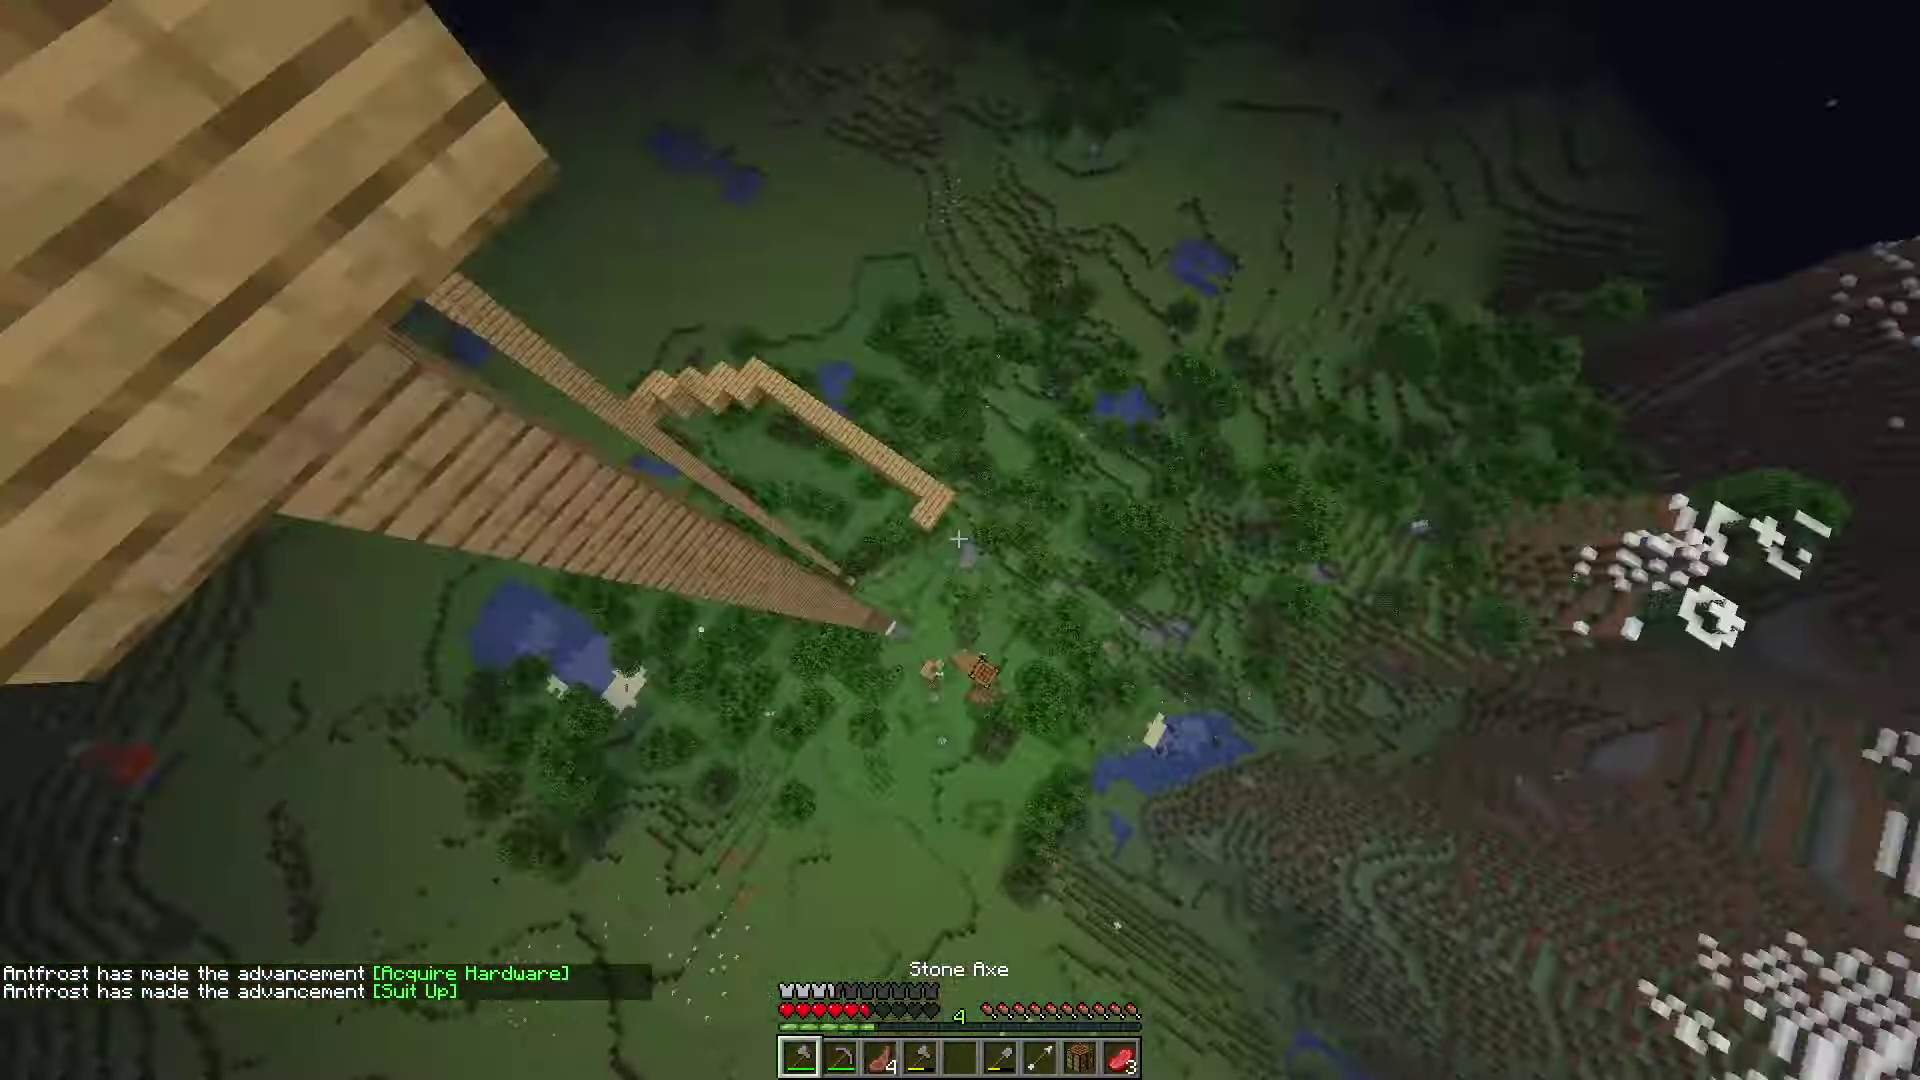 Antfrost has made the advancement [Acquire Hardware]
Antfrost has made the advancement [Suit Up]
Stone Axe
4
4
3